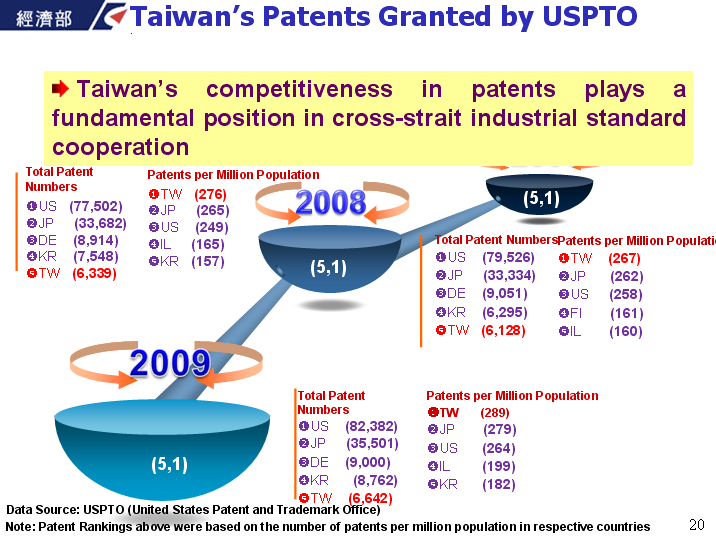 經濟部
Taiwan's Patents Granted by USPTO
Taiwan's competitiveness in patents plays a
fundamental position in cross-strait industrial standard
cooperation
Total Patent
Numbers
❶US (77,502)
❷JP (33,682)
❸DE (8,914)
❹KR (7,548)
❺TW (6,339)
Patents per Million Population
❶TW (276)
❷JP (265)
❸US (249)
❹IL (165)
❺KR (157)
2008
(5,1)
(5,1)
Total Patent Numbers
❶US (79,526)
❷JP (33,334)
❸DE (9,051)
❹KR (6,295)
❺TW (6,128)
Patents per Million Populati
❶TW (267)
❷JP (262)
❸US (258)
❹FI (161)
❺IL (160)
2009
(5,1)
Total Patent
Numbers
❶US (82,382)
❷JP (35,501)
❸DE (9,000)
❹KR (8,762)
❺TW (6,642)
Patents per Million Population
❶TW (289)
❷JP (279)
❸US (264)
❹IL (199)
❺KR (182)
Data Source: USPTO (United States Patent and Trademark Office)
Note: Patent Rankings above were based on the number of patents per million population in respective countries
20